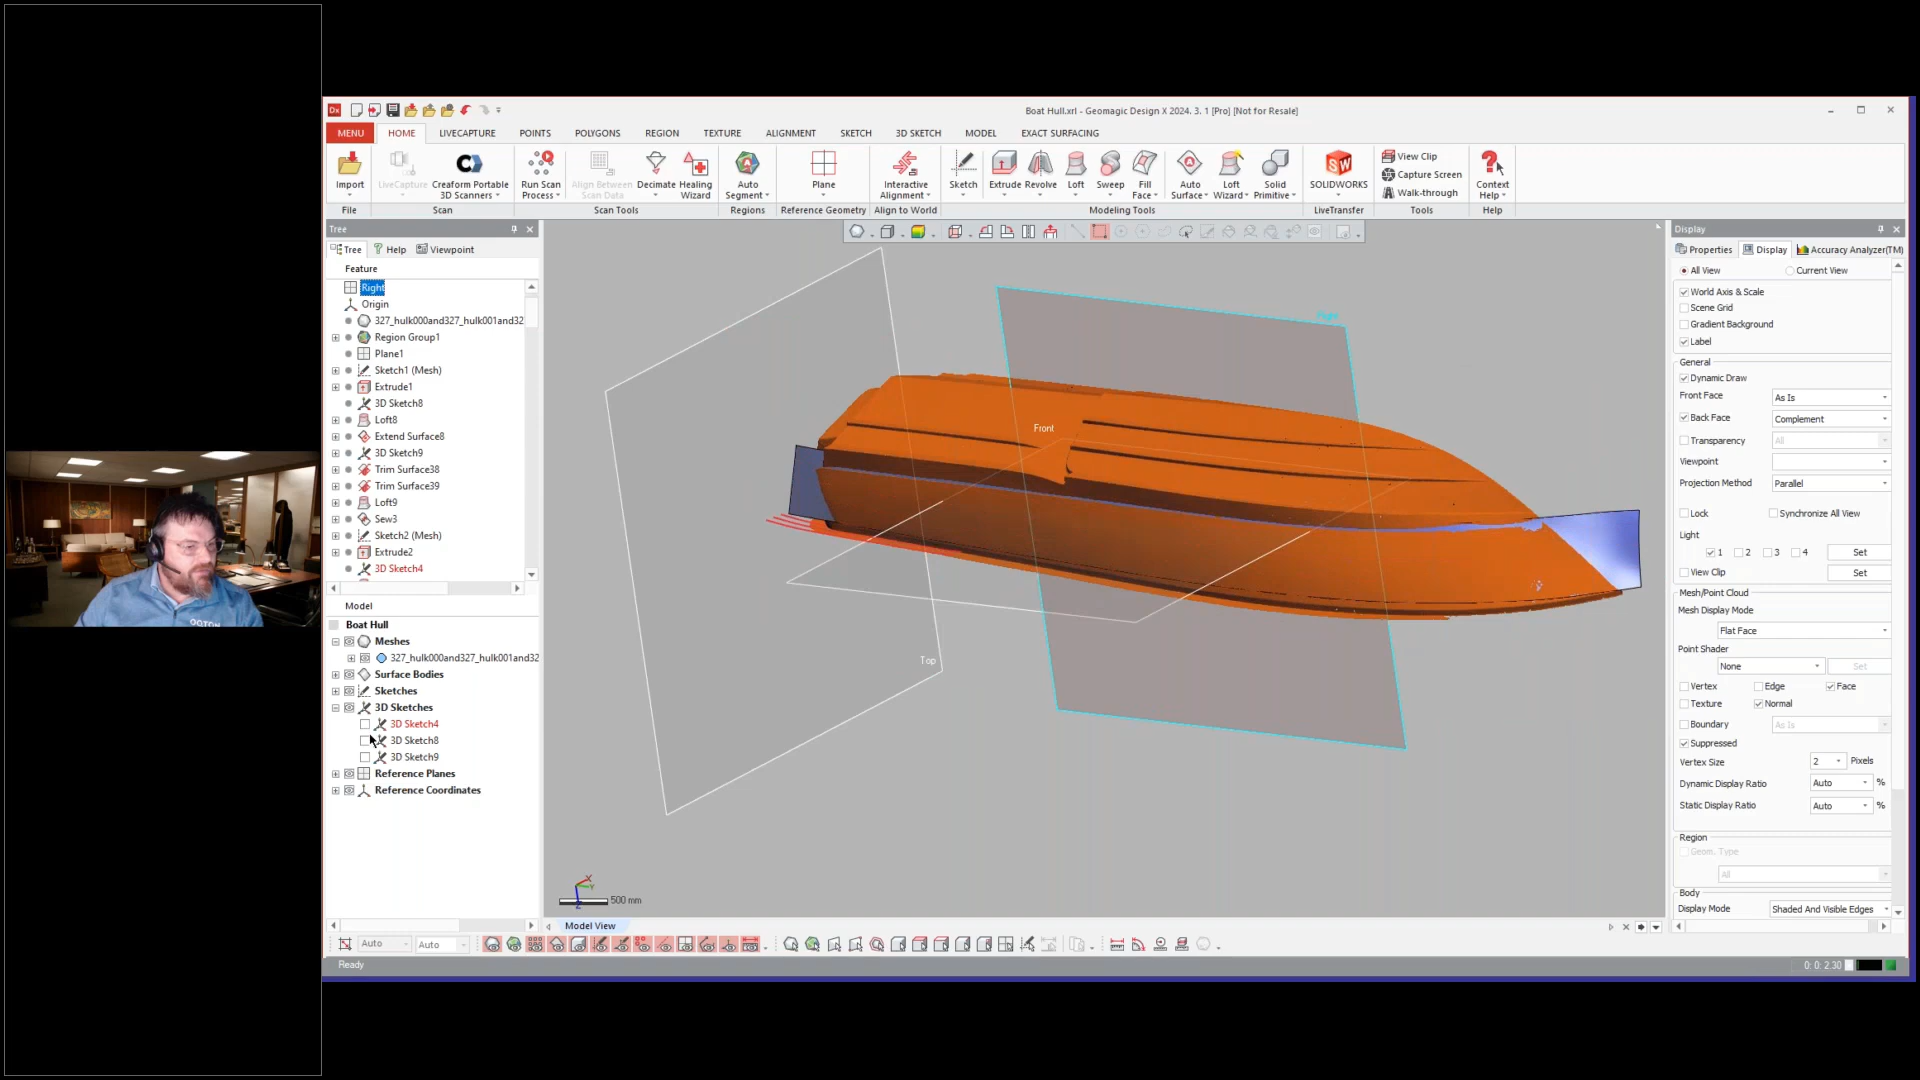 Boat Hull.xrl - Geomagic Design X 2024. 3. 1 [Pro] [Not for Resale]
MENU HOME LIVECAPTURE POINTS POLYGONS REGION TEXTURE ALIGNMENT SKETCH 3D SKETCH MODEL EXACT SURFACING
Import
LiveCapture
Creaform Portable 3D Scanners
Run Scan Process
Align Between Scan Data
Decimate
Healing Wizard
Auto Segment
Plane
Interactive Alignment
Sketch
Extrude
Revolve
Loft
Sweep
Fill Face
Auto Surface
Loft Wizard
Solid Primitive
SOLIDWORKS
View Clip
Capture Screen
Walk-through
Context Help
File Scan Scan Tools Regions Reference Geometry Align to World Modeling Tools LiveTransfer Tools Help
Tree
Tree Help Viewpoint
Feature
Right
Origin
327_hulk000and327_hulk001and32
Region Group1
Plane1
Sketch1 (Mesh)
Extrude1
3D Sketch8
Loft8
Extend Surface8
3D Sketch9
Trim Surface38
Trim Surface39
Loft9
Sew3
Sketch2 (Mesh)
Extrude2
3D Sketch4
Model
Boat Hull
Meshes
327_hulk000and327_hulk001and32
Surface Bodies
Sketches
3D Sketches
3D Sketch4
3D Sketch8
3D Sketch9
Reference Planes
Reference Coordinates
Auto Auto
Ready
Right
Front
Top
X
Y
Z
500 mm
Model View
Display
Properties Display Accuracy Analyzer(TM)
All View Current View
World Axis & Scale
Scene Grid
Gradient Background
Label
General
Dynamic Draw
Front Face As Is
Back Face Complement
Transparency All
Viewpoint
Projection Method Parallel
Lock Synchronize All View
Light
1 2 3 4 Set
View Clip Set
Mesh/Point Cloud
Mesh Display Mode
Flat Face
Point Shader
None Set
Vertex Edge Face
Texture Normal
Boundary As Is
Suppressed
Vertex Size 2 Pixels
Dynamic Display Ratio Auto %
Static Display Ratio Auto %
Region
Geom. Type
All
Body
Display Mode Shaded And Visible Edges
0: 0: 2.30